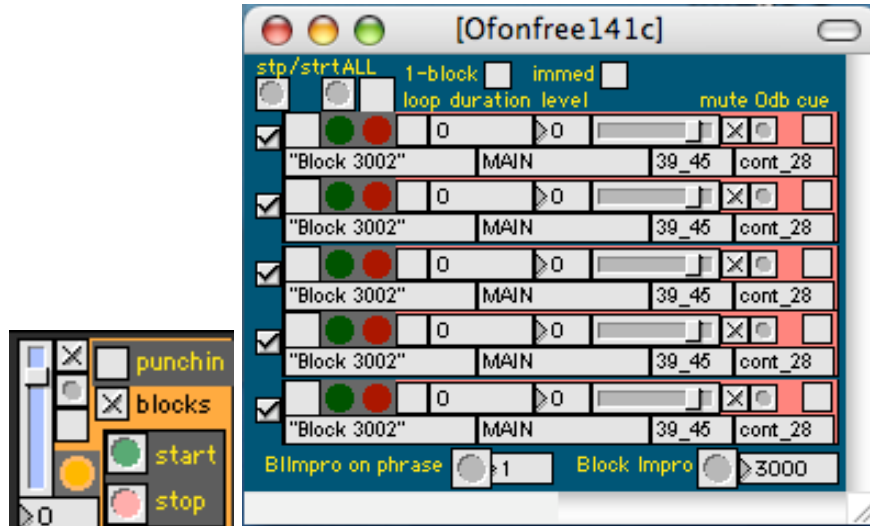 [Ofonfree141c]
stp/strtALL
1-block immed
loop duration level mute Odb cue
0 0
"Block 3002" MAIN 39_45 cont_28
0 0
"Block 3002" MAIN 39_45 cont_28
0 0
"Block 3002" MAIN 39_45 cont_28
0 0
"Block 3002" MAIN 39_45 cont_28
0 0
"Block 3002" MAIN 39_45 cont_28
BlImpro on phrase 1 Block Impro 3000
punchin
blocks
start
stop
0